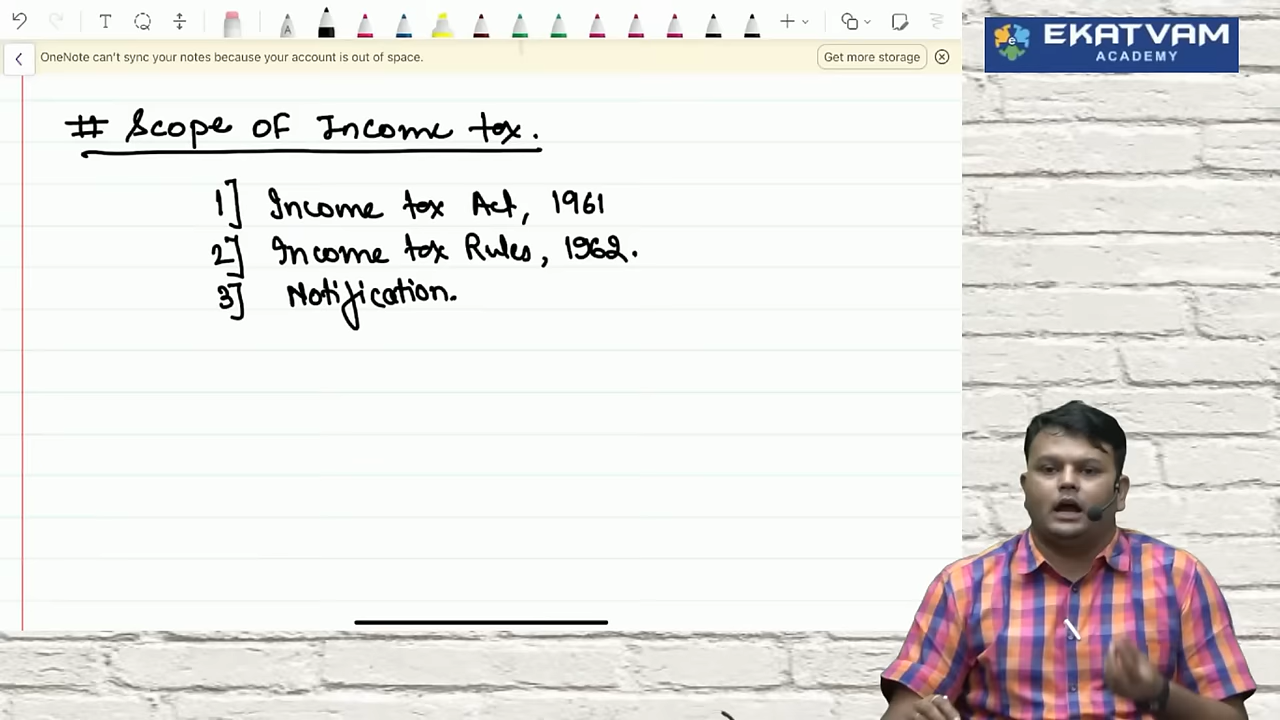 OneNote can't sync your notes because your account is out of space.
Get more storage
EKATVAM
ACADEMY
# Scope OF Income tax.
1] Income tax Act, 1961
2] Income tax Rules, 1962.
3] Notification.